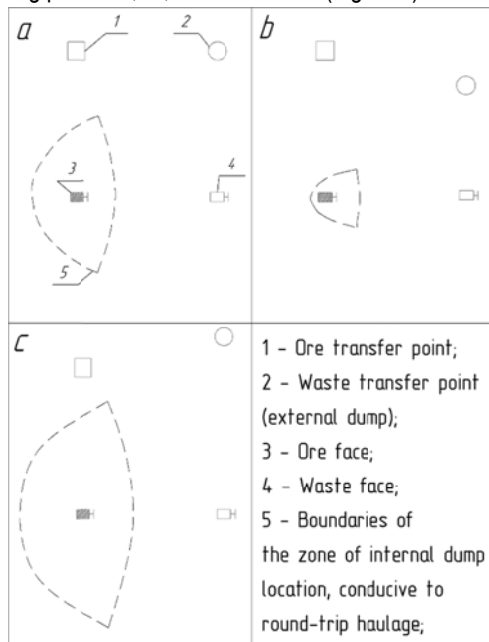 a
1
2
b
3
4
5
c
1 - Ore transfer point;
2 - Waste transfer point
(external dump);
3 - Ore face;
4 - Waste face;
5 - Boundaries of
the zone of internal dump
location, conducive to
round-trip haulage;